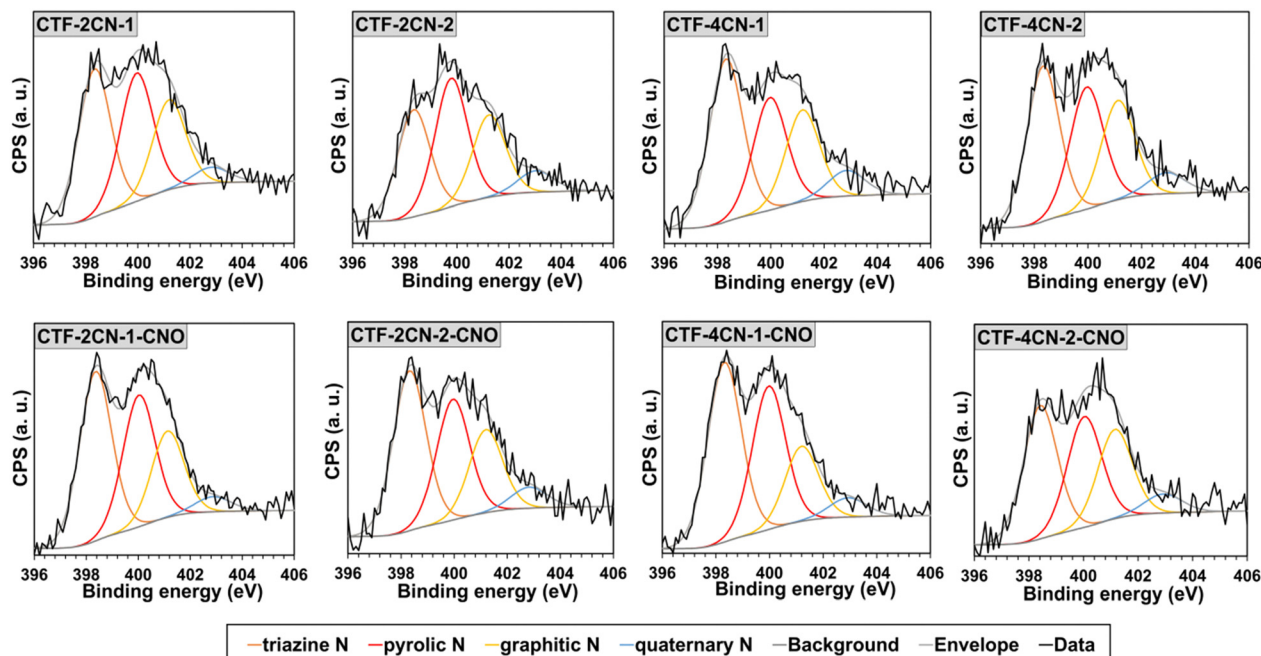 CTF-2CN-1
CTF-2CN-2
CTF-4CN-1
CTF-4CN-2
CPS (a. u.)
CPS (a. u.)
CPS (a. u.)
CPS (a. u.)
396 398 400 402 404 406
396 398 400 402 404 406
396 398 400 402 404 406
396 398 400 402 404 406
Binding energy (eV)
Binding energy (eV)
Binding energy (eV)
Binding energy (eV)
CTF-2CN-1-CNO
CTF-2CN-2-CNO
CTF-4CN-1-CNO
CTF-4CN-2-CNO
CPS (a. u.)
CPS (a. u.)
CPS (a. u.)
CPS (a. u.)
396 398 400 402 404 406
396 398 400 402 404 406
396 398 400 402 404 406
396 398 400 402 404 406
Binding energy (eV)
Binding energy (eV)
Binding energy (eV)
Binding energy (eV)
triazine N pyrolic N graphitic N quaternary N Background Envelope Data